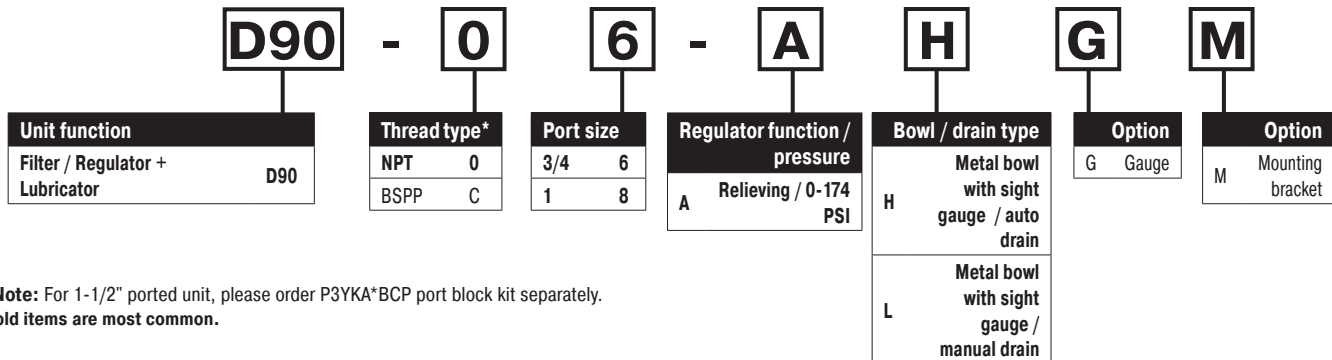 D90 - 0 6 - A H G M
Unit function
Filter / Regulator +
Lubricator
D90
Thread type*
NPT 0
BSPP C
Port size
3/4 6
1 8
Regulator function /
pressure
A
Relieving / 0-174
PSI
Bowl / drain type
H
Metal bowl
with sight
gauge / auto
drain
L
Metal bowl
with sight
gauge /
manual drain
Option
G Gauge
Option
M
Mounting
bracket
For 1-1/2" ported unit, please order P3YKA*BCP port block kit separately.
items are most common.